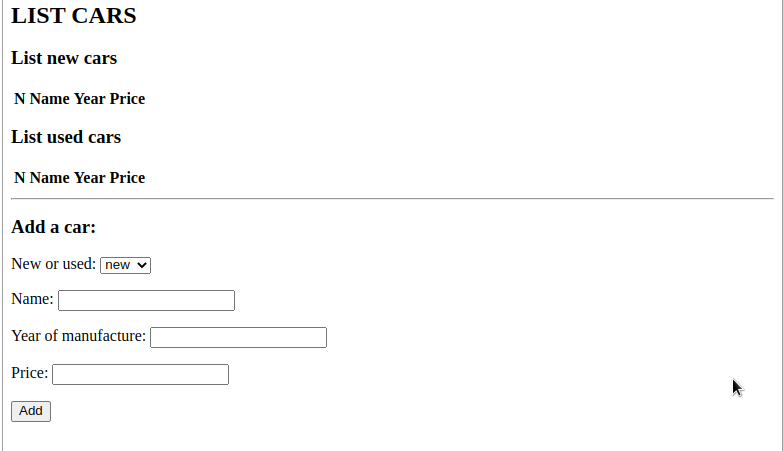 LIST CARS
List new cars
N Name Year Price
List used cars
N Name Year Price
Add a car:
New or used: new
Name:
Year of manufacture:
Price:
Add